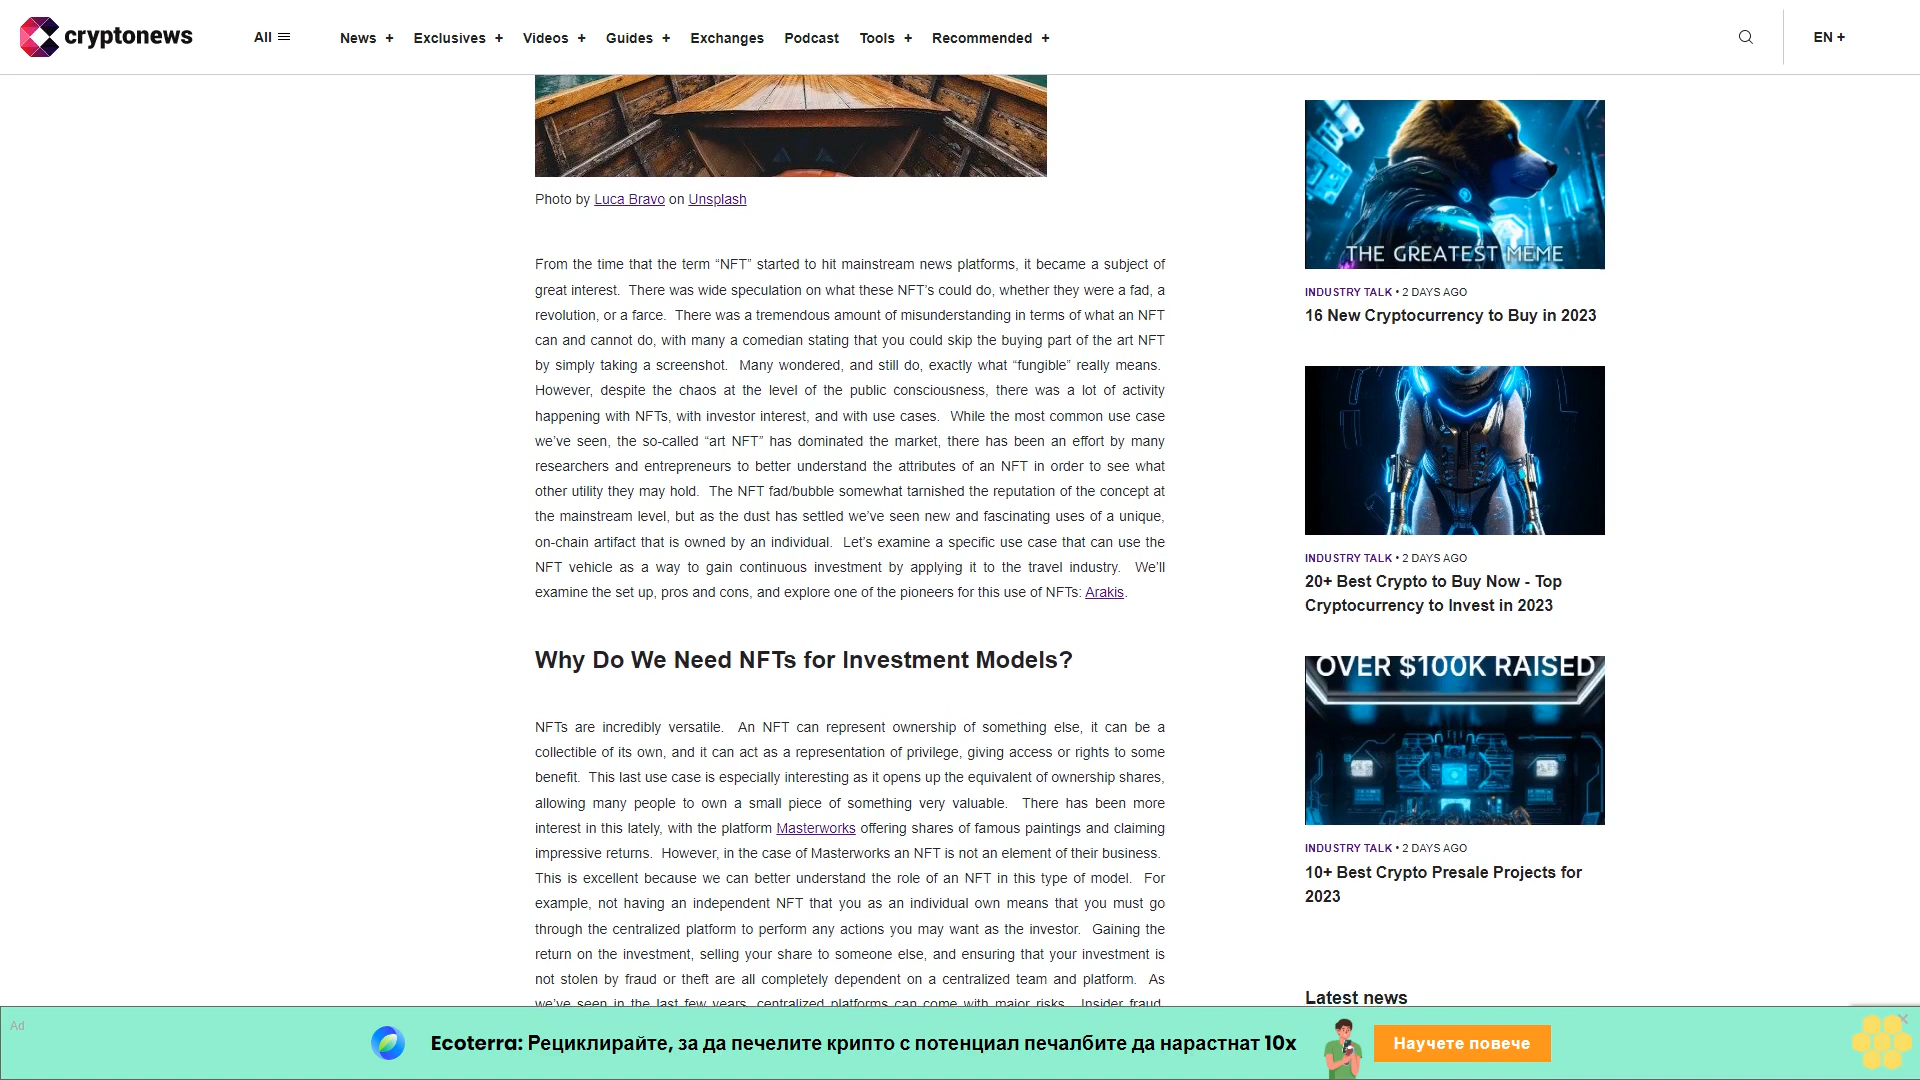 cryptonews
All
News +
Exclusives +
Videos +
Guides +
Exchanges
Podcast
Tools +
Recommended +
EN +
Photo by Luca Bravo on Unsplash
From the time that the term “NFT” started to hit mainstream news platforms, it became a subject of
great interest.  There was wide speculation on what these NFT’s could do, whether they were a fad, a
revolution, or a farce.  There was a tremendous amount of misunderstanding in terms of what an NFT
can and cannot do, with many a comedian stating that you could skip the buying part of the art NFT
by simply taking a screenshot.  Many wondered, and still do, exactly what “fungible” really means.
However, despite the chaos at the level of the public consciousness, there was a lot of activity
happening with NFTs, with investor interest, and with use cases.  While the most common use case
we’ve seen, the so-called “art NFT” has dominated the market, there has been an effort by many
researchers and entrepreneurs to better understand the attributes of an NFT in order to see what
other utility they may hold.  The NFT fad/bubble somewhat tarnished the reputation of the concept at
the mainstream level, but as the dust has settled we’ve seen new and fascinating uses of a unique,
on-chain artifact that is owned by an individual.  Let’s examine a specific use case that can use the
NFT vehicle as a way to gain continuous investment by applying it to the travel industry.  We’ll
examine the set up, pros and cons, and explore one of the pioneers for this use of NFTs: Arakis.
Why Do We Need NFTs for Investment Models?
NFTs are incredibly versatile.  An NFT can represent ownership of something else, it can be a
collectible of its own, and it can act as a representation of privilege, giving access or rights to some
benefit.  This last use case is especially interesting as it opens up the equivalent of ownership shares,
allowing many people to own a small piece of something very valuable.  There has been more
interest in this lately, with the platform Masterworks offering shares of famous paintings and claiming
impressive returns.  However, in the case of Masterworks an NFT is not an element of their business.
This is excellent because we can better understand the role of an NFT in this type of model.  For
example, not having an independent NFT that you as an individual own means that you must go
through the centralized platform to perform any actions you may want as the investor.  Gaining the
return on the investment, selling your share to someone else, and ensuring that your investment is
not stolen by fraud or theft are all completely dependent on a centralized team and platform.  As
we’ve seen in the last few years, centralized platforms can come with major risks.  Insider fraud,
THE GREATEST MEME
INDUSTRY TALK • 2 DAYS AGO
16 New Cryptocurrency to Buy in 2023
INDUSTRY TALK • 2 DAYS AGO
20+ Best Crypto to Buy Now - Top
Cryptocurrency to Invest in 2023
OVER $100K RAISED
INDUSTRY TALK • 2 DAYS AGO
10+ Best Crypto Presale Projects for
2023
Latest news
Ad
Ecoterra: Рециклирайте, за да печелите крипто с потенциал печалбите да нарастнат 10x
Научете повече